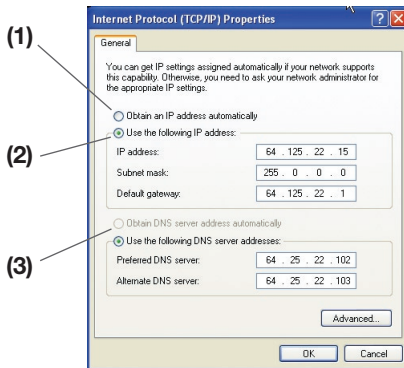 Internet Protocol (TCP/IP) Properties
General
You can get IP settings assigned automatically if your network supports
this capability. Otherwise, you need to ask your network administrator for
the appropriate IP settings.
(1)
Obtain an IP address automatically
(2)
Use the following IP address:
IP address: 64 . 125 . 22 . 15
Subnet mask: 255 . 0 . 0 . 0
Default gateway: 64 . 125 . 22 . 1
(3)
Obtain DNS server address automatically
Use the following DNS server addresses:
Preferred DNS server: 64 . 25 . 22 . 102
Alternate DNS server: 64 . 25 . 22 . 103
Advanced...
OK Cancel